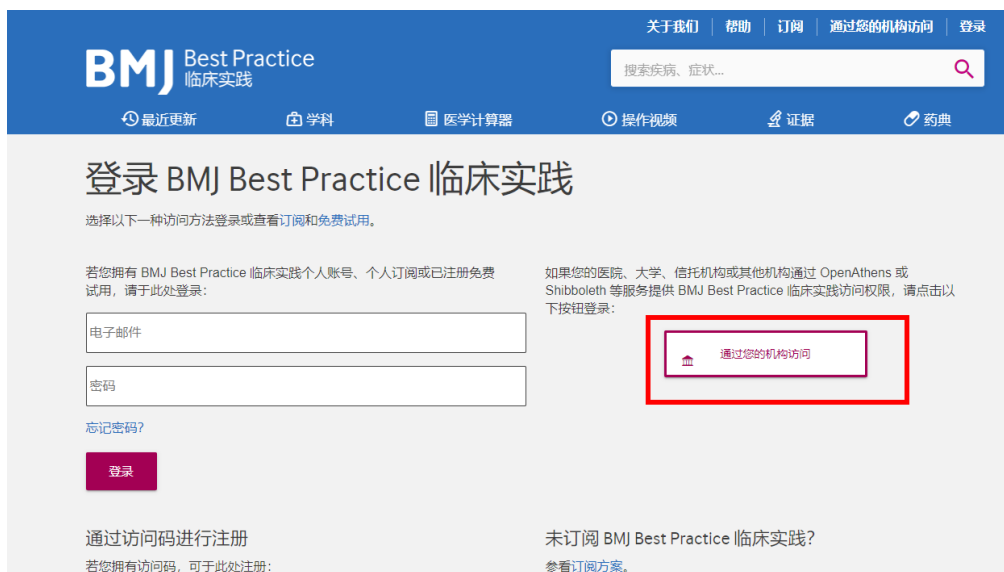 关于我们 帮助 订阅 通过您的机构访问 登录
BMJ Best Practice
临床实践
搜索疾病、症状...
最近更新 学科 医学计算器 操作视频 证据 药典
登录 BMJ Best Practice 临床实践
选择以下一种访问方法登录或查看订阅和免费试用。
若您拥有 BMJ Best Practice 临床实践个人账号、个人订阅或已注册免费
试用，请于此处登录：
电子邮件
密码
忘记密码?
登录
如果您的医院、大学、信托机构或其他机构通过 OpenAthens 或
Shibboleth 等服务提供 BMJ Best Practice 临床实践访问权限，请点击以
下按钮登录：
通过您的机构访问
通过访问码进行注册
若您拥有访问码，可于此处注册：
未订阅 BMJ Best Practice 临床实践?
参看订阅方案。